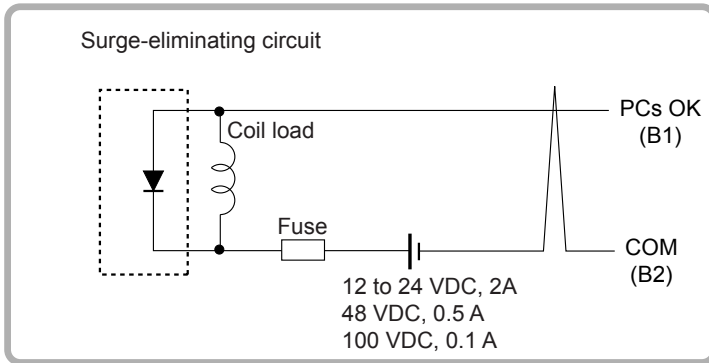 Surge-eliminating circuit
PCs OK
(B1)
Coil load
Fuse
COM
(B2)
12 to 24 VDC, 2A
48 VDC, 0.5 A
100 VDC, 0.1 A